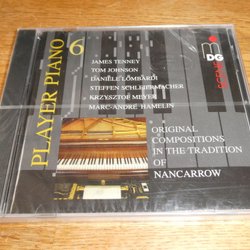 PLAYER PIANO 6
JAMES TENNEY
TOM JOHNSON
DANIELE LOMBARDI
STEFFEN SCHLEIERMACHER
KRZYSZTOF MEYER
MARC-ANDRÉ HAMELIN
ORIGINAL
COMPOSITIONS
IN THE TRADITION
OF
NANCARROW
DG